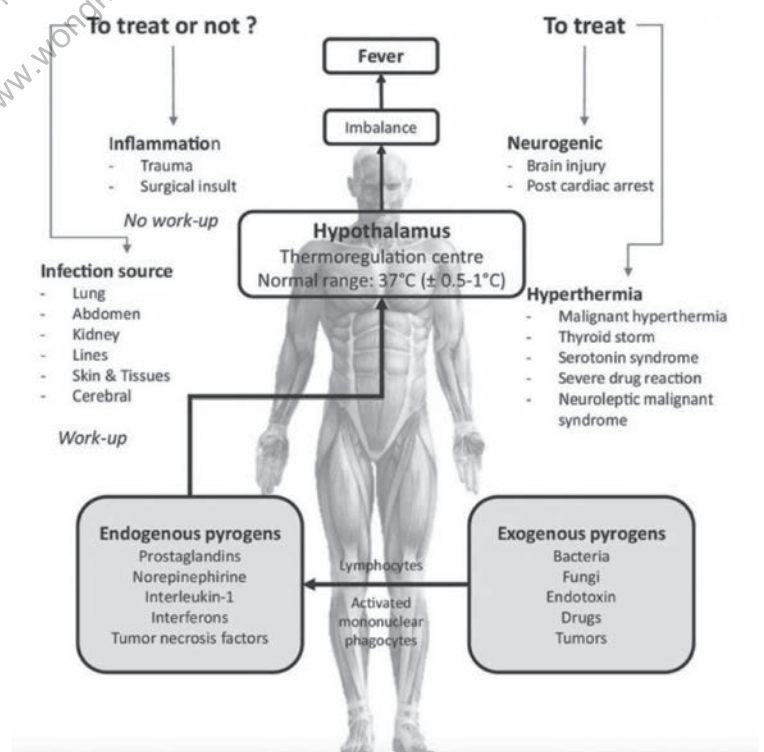 www.wong
To treat or not ?
To treat
Fever
Imbalance
Inflammation
- Trauma
- Surgical insult
No work-up
Neurogenic
- Brain injury
- Post cardiac arrest
Hypothalamus
Thermoregulation centre
Normal range: 37°C (± 0.5-1°C)
Infection source
- Lung
- Abdomen
- Kidney
- Lines
- Skin & Tissues
- Cerebral
Work-up
Hyperthermia
- Malignant hyperthermia
- Thyroid storm
- Serotonin syndrome
- Severe drug reaction
- Neuroleptic malignant
syndrome
Endogenous pyrogens
Prostaglandins
Norepinephirine
Interleukin-1
Interferons
Tumor necrosis factors
Lymphocytes
Activated
mononuclear
phagocytes
Exogenous pyrogens
Bacteria
Fungi
Endotoxin
Drugs
Tumors